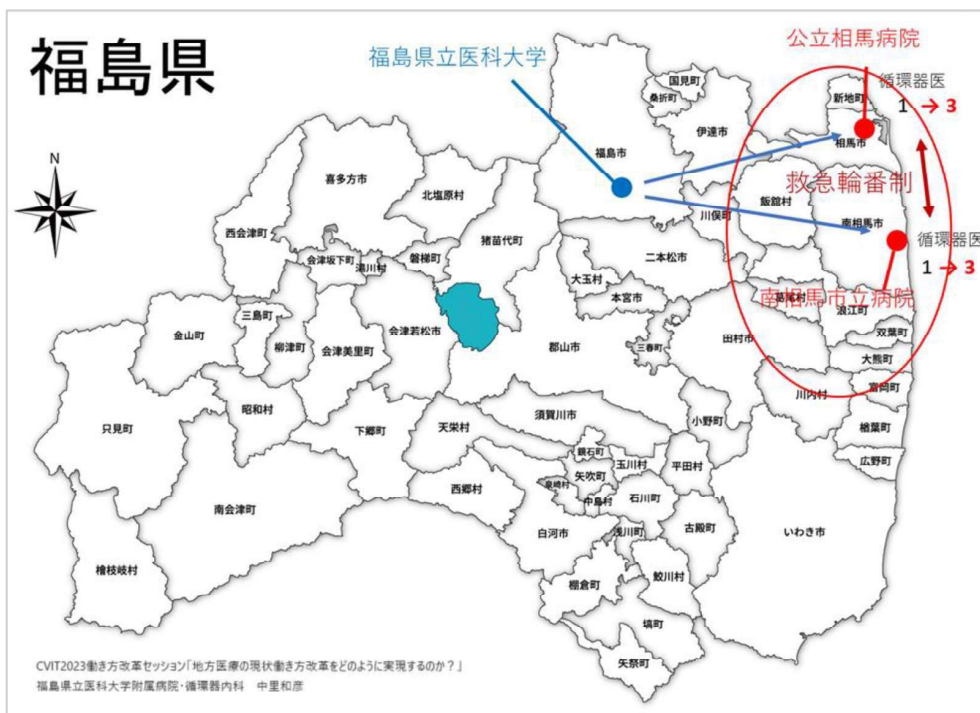 福島県
公立相馬病院
福島県立医科大学
循環器医
1 → 3
国見町
桑折町
新地町
伊達市
相馬市
福島市
救急輪番制
飯舘村
川俣町
南相馬市
循環器医
1 → 3
南相馬市立病院
N
喜多方市
北塩原村
西会津町
猪苗代町
会津坂下町
湯川村
磐梯町
二本松市
大玉村
本宮市
葛尾村
浪江町
双葉町
大熊町
富岡町
金山町
三島町
柳津町
会津美里町
会津若松市
郡山市
三春町
田村市
川内村
楢葉町
広野町
只見町
昭和村
下郷町
天栄村
須賀川市
小野町
鏡石町
矢吹町
玉川村
平田村
泉崎村
中島村
石川町
西郷村
南会津町
白河市
浅川町
古殿町
いわき市
檜枝岐村
棚倉町
鮫川村
塙町
矢祭町
CVIT2023働き方改革セッション「地方医療の現状働き方改革をどのように実現するのか？」
福島県立医科大学附属病院・循環器内科 中里和彦